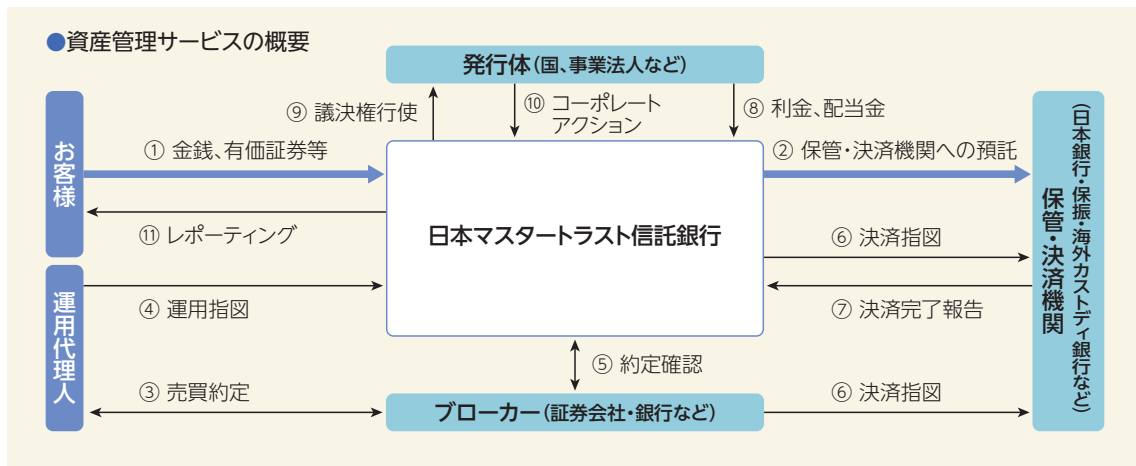 ●資産管理サービスの概要
発行体(国、事業法人など)
⑨ 議決権行使
⑩ コーポレート
アクション
⑧ 利金、配当金
お客様
① 金銭、有価証券等
② 保管・決済機関への預託
⑪ レポーティング
日本マスタートラスト信託銀行
⑥ 決済指図
運用代理人
④ 運用指図
⑦ 決済完了報告
保管・決済機関
(日本銀行・保振・海外カストディ銀行など)
⑤ 約定確認
③ 売買約定
ブローカー(証券会社・銀行など)
⑥ 決済指図